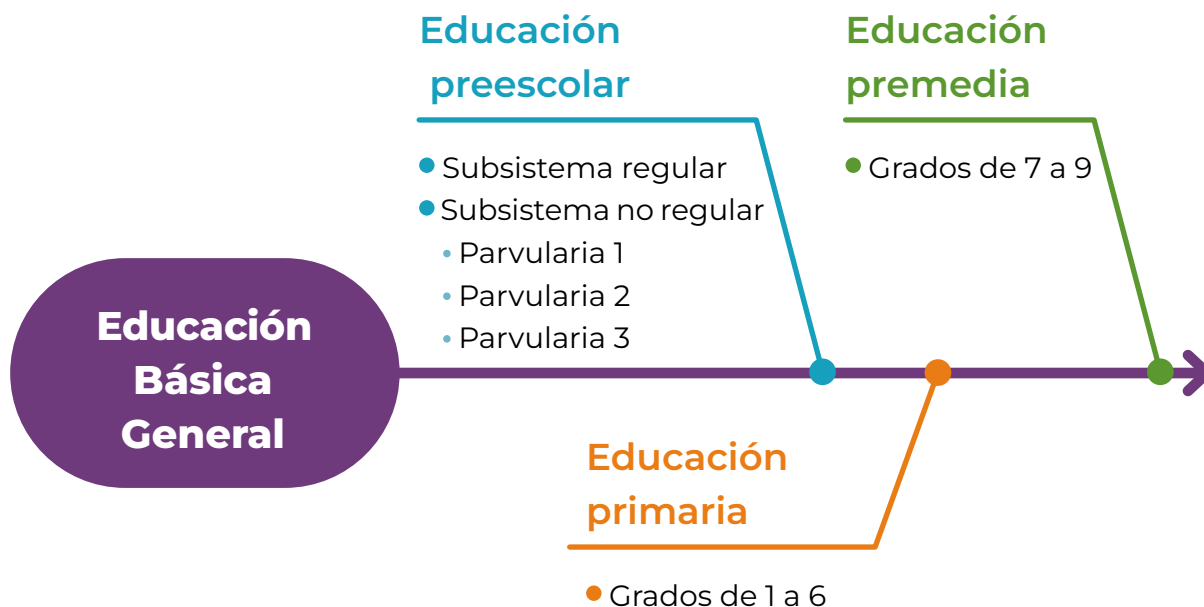 Educación
Básica
General
Educación
preescolar
Subsistema regular
Subsistema no regular
Parvularia 1
Parvularia 2
Parvularia 3
Educación
primaria
Grados de 1 a 6
Educación
premedia
Grados de 7 a 9